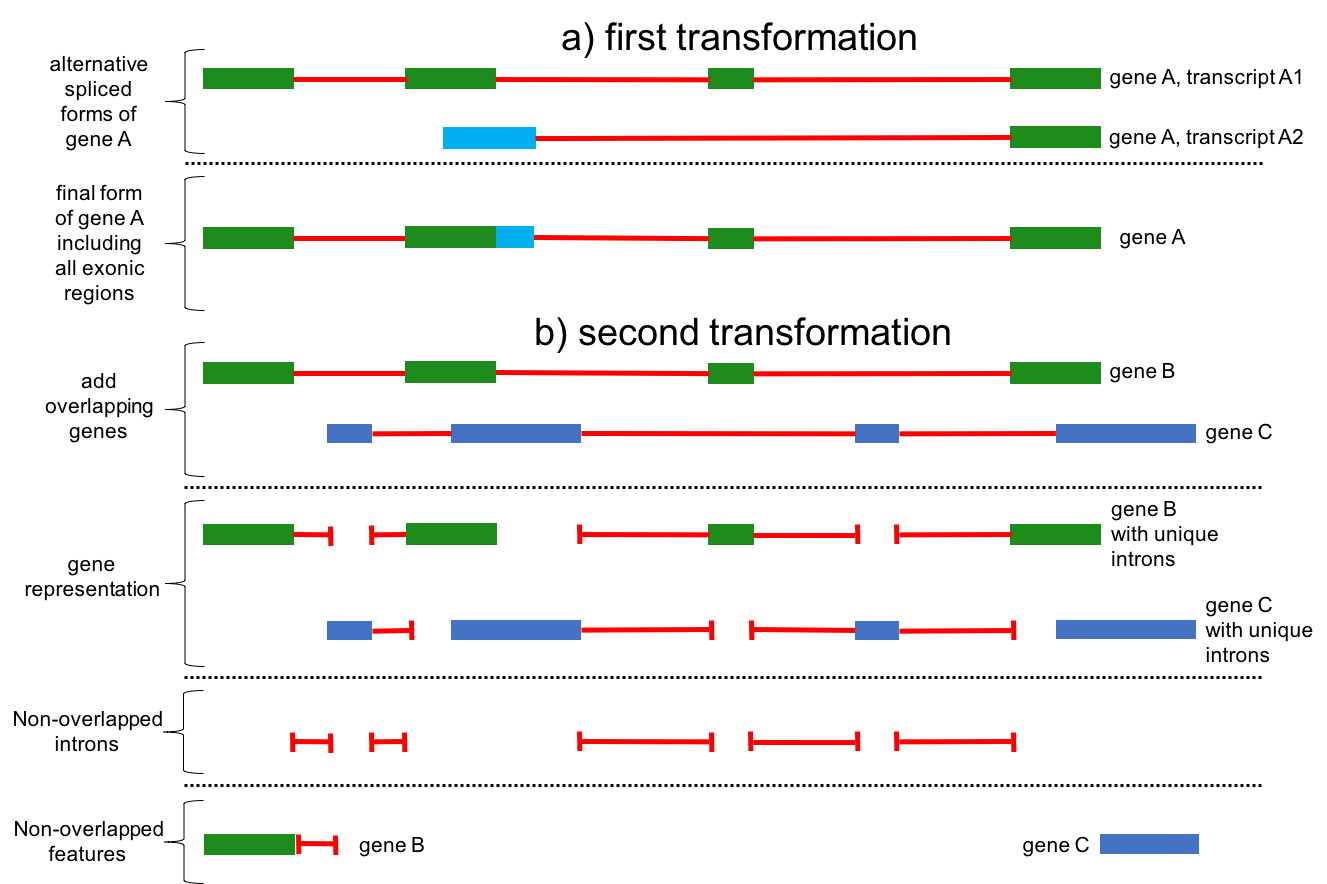 a) first transformation
alternative
spliced
forms of
gene A
gene A, transcript A1
gene A, transcript A2
final form
of gene A
including
all exonic
regions
gene A
b) second transformation
add
overlapping
genes
gene B
gene C
gene
representation
gene B
with unique
introns
gene C
with unique
introns
Non-overlapped
introns
Non-overlapped
features
gene B
gene C